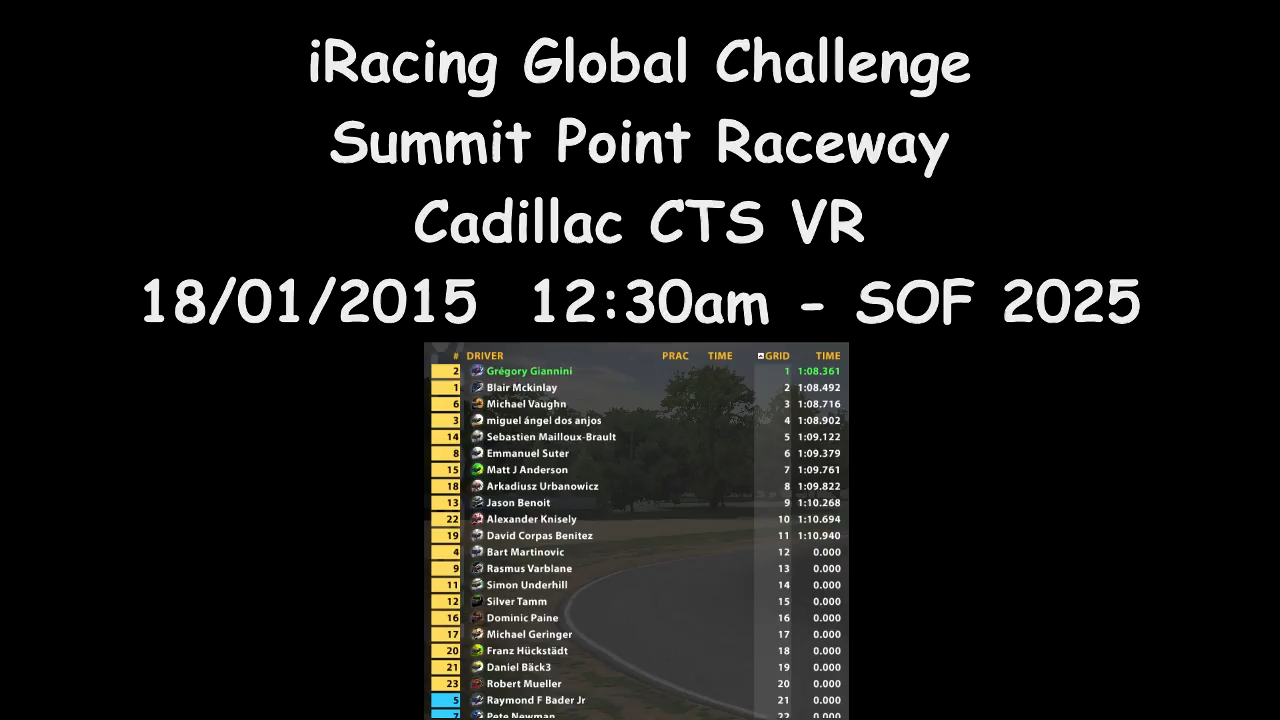 iRacing Global Challenge
Summit Point Raceway
Cadillac CTS VR
18/01/2015 12:30am - SOF 2025
# DRIVER PRAC TIME GRID TIME
2 Grégory Giannini 1 1:08.361
1 Blair Mckinlay 2 1:08.492
6 Michael Vaughn 3 1:08.716
3 miguel ángel dos anjos 4 1:08.902
14 Sebastien Mailloux-Brault 5 1:09.122
8 Emmanuel Suter 6 1:09.379
15 Matt J Anderson 7 1:09.761
18 Arkadiusz Urbanowicz 8 1:09.822
13 Jason Benoit 9 1:10.268
22 Alexander Knisely 10 1:10.694
19 David Corpas Benitez 11 1:10.940
4 Bart Martinovic 12 0.000
9 Rasmus Varblane 13 0.000
11 Simon Underhill 14 0.000
12 Silver Tamm 15 0.000
16 Dominic Paine 16 0.000
17 Michael Geringer 17 0.000
20 Franz Hückstädt 18 0.000
21 Daniel Bäck3 19 0.000
23 Robert Mueller 20 0.000
5 Raymond F Bader Jr 21 0.000
7 Pete Newman 22 0.000